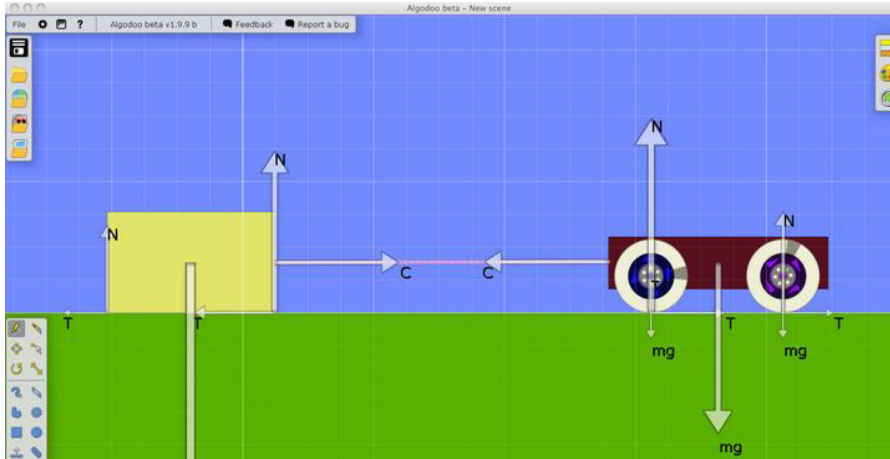 Algodoo beta - New scene
File ? Algodoo beta v1.9.9 b Feedback Report a bug
N
N
N
N
C C
T
T T T T
mg mg
mg